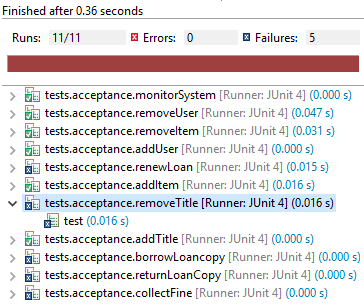 Finished after 0.36 seconds
Runs: 11/11 Errors: 0 Failures: 5
tests.acceptance.monitorSystem [Runner: JUnit 4] (0.000 s)
tests.acceptance.removeUser [Runner: JUnit 4] (0.047 s)
tests.acceptance.removeItem [Runner: JUnit 4] (0.031 s)
tests.acceptance.addUser [Runner: JUnit 4] (0.000 s)
tests.acceptance.renewLoan [Runner: JUnit 4] (0.015 s)
tests.acceptance.addItem [Runner: JUnit 4] (0.016 s)
tests.acceptance.removeTitle [Runner: JUnit 4] (0.016 s)
test (0.016 s)
tests.acceptance.addTitle [Runner: JUnit 4] (0.000 s)
tests.acceptance.borrowLoancopy [Runner: JUnit 4] (0.000 s)
tests.acceptance.returnLoanCopy [Runner: JUnit 4] (0.000 s)
tests.acceptance.collectFine [Runner: JUnit 4] (0.000 s)